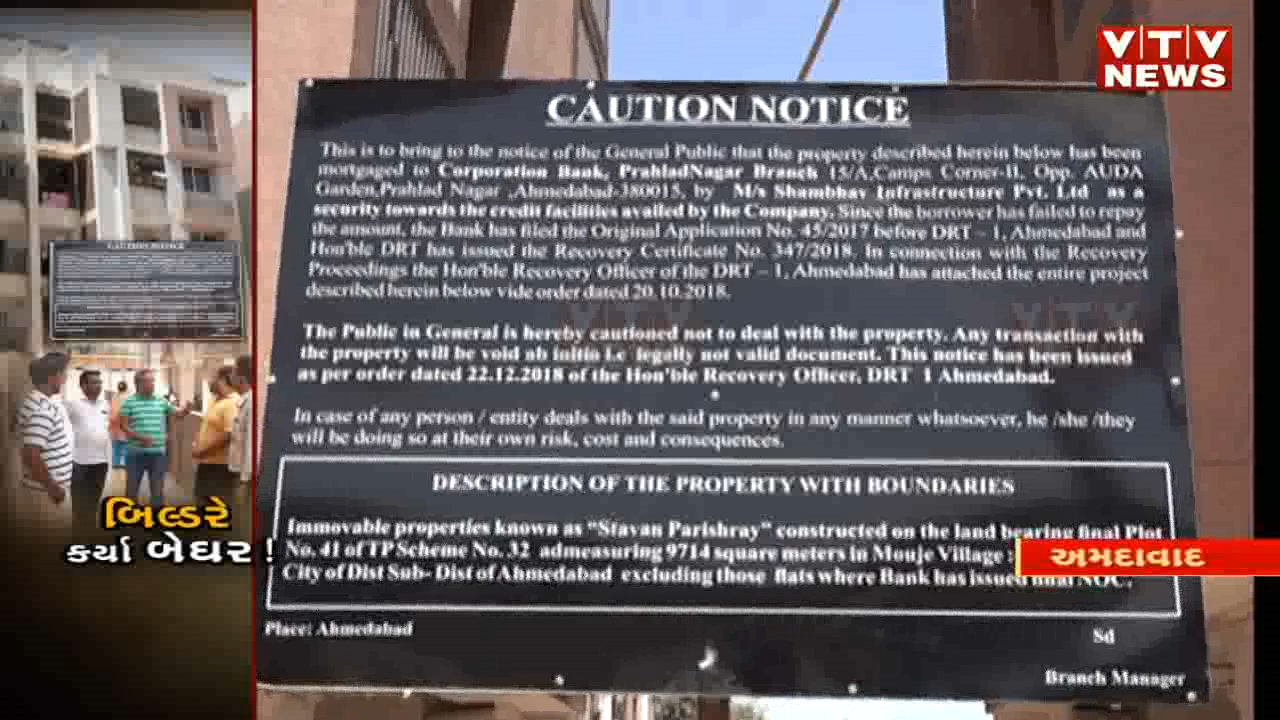 VTV
NEWS
CAUTION NOTICE
This is to bring to the notice of the General Public that the property described herein below has been
mortgaged to Corporation Bank, PrahladNagar Branch 15/A,Camps Corner-II, Opp. AUDA
Garden,Prahlad Nagar ,Ahmedabad-380015, by M/s Shambhav Infrastructure Pvt. Ltd as a
security towards the credit facilities availed by the Company. Since the borrower has failed to repay
the amount, the Bank has filed the Original Application No. 45/2017 before DRT – 1, Ahmedabad and
Hon'ble DRT has issued the Recovery Certificate No. 347/2018. In connection with the Recovery
Proceedings the Hon'ble Recovery Officer of the DRT – 1, Ahmedabad has attached the entire project
described herein below vide order dated 20.10.2018.
The Public in General is hereby cautioned not to deal with the property. Any transaction with
the property will be void ab initio i.e legally not valid document. This notice has been issued
as per order dated 22.12.2018 of the Hon'ble Recovery Officer, DRT 1 Ahmedabad.
In case of any person / entity deals with the said property in any manner whatsoever, he /she /they
will be doing so at their own risk, cost and consequences.
DESCRIPTION OF THE PROPERTY WITH BOUNDARIES
Immovable properties known as "Stavan Parishray" constructed on the land bearing final Plot
No. 41 of TP Scheme No. 32 admeasuring 9714 square meters in Mouje Village
City of Dist Sub- Dist of Ahmedabad excluding those flats where Bank has issued final NOC.
Place: Ahmedabad
Sd
Branch Manager
CAUTION NOTICE
બિલ્ડરે
કર્યા બેઘર !
અમદાવાદ